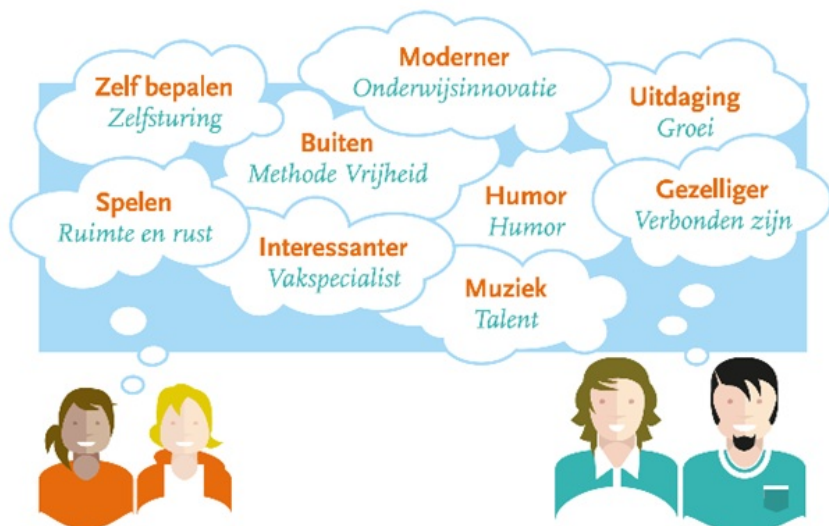 Moderner
Onderwijsinnovatie
Zelf bepalen
Zelfsturing
Uitdaging
Groei
Buiten
Methode Vrijheid
Spelen
Ruimte en rust
Humor
Humor
Gezelliger
Verbonden zijn
Interessanter
Vakspecialist
Muziek
Talent